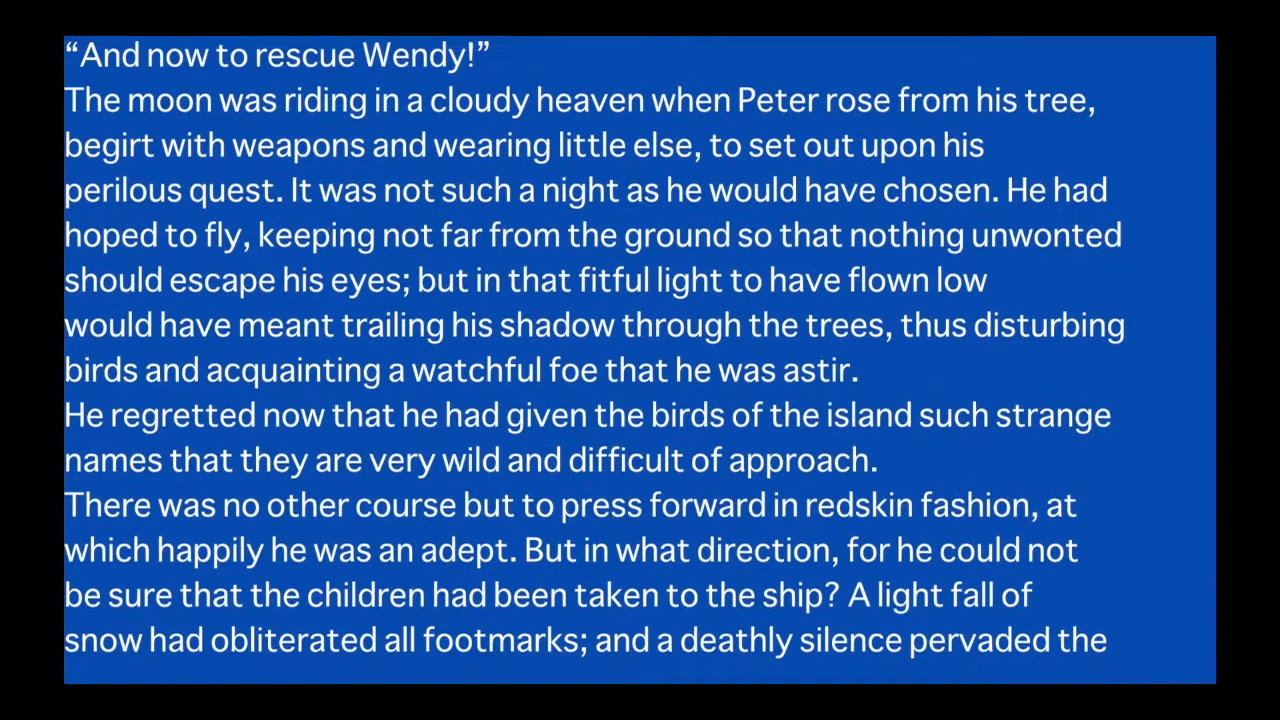 “And now to rescue Wendy!”
The moon was riding in a cloudy heaven when Peter rose from his tree,
begirt with weapons and wearing little else, to set out upon his
perilous quest. It was not such a night as he would have chosen. He had
hoped to fly, keeping not far from the ground so that nothing unwonted
should escape his eyes; but in that fitful light to have flown low
would have meant trailing his shadow through the trees, thus disturbing
birds and acquainting a watchful foe that he was astir.
He regretted now that he had given the birds of the island such strange
names that they are very wild and difficult of approach.
There was no other course but to press forward in redskin fashion, at
which happily he was an adept. But in what direction, for he could not
be sure that the children had been taken to the ship? A light fall of
snow had obliterated all footmarks; and a deathly silence pervaded the